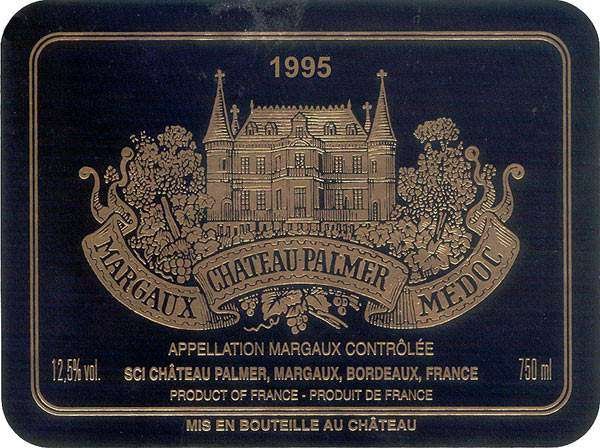 1995
MARGAUX CHATEAU PALMER MÉDOC
APPELLATION MARGAUX CONTRÔLÉE
12,5% vol. SCI CHÂTEAU PALMER, MARGAUX, BORDEAUX, FRANCE 750 ml
PRODUCT OF FRANCE - PRODUIT DE FRANCE
MIS EN BOUTEILLE AU CHÂTEAU